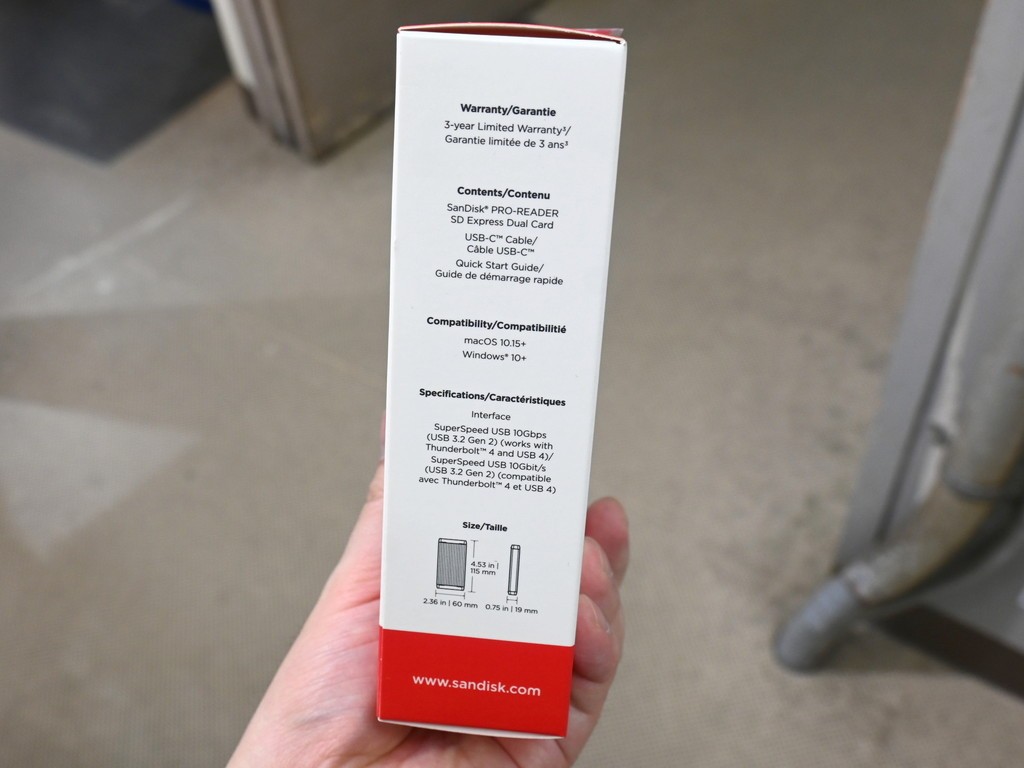 Warranty/Garantie
3-year Limited Warranty³/
Garantie limitée de 3 ans³
Contents/Contenu
SanDisk® PRO-READER
SD Express Dual Card
USB-C™ Cable/
Câble USB-C™
Quick Start Guide/
Guide de démarrage rapide
Compatibility/Compatibilitié
macOS 10.15+
Windows® 10+
Specifications/Caractéristiques
Interface
SuperSpeed USB 10Gbps
(USB 3.2 Gen 2) (works with
Thunderbolt™ 4 and USB 4)/
SuperSpeed USB 10Gbit/s
(USB 3.2 Gen 2) (compatible
avec Thunderbolt™ 4 et USB 4)
Size/Taille
4.53 in |
115 mm
2.36 in | 60 mm
0.75 in | 19 mm
www.sandisk.com